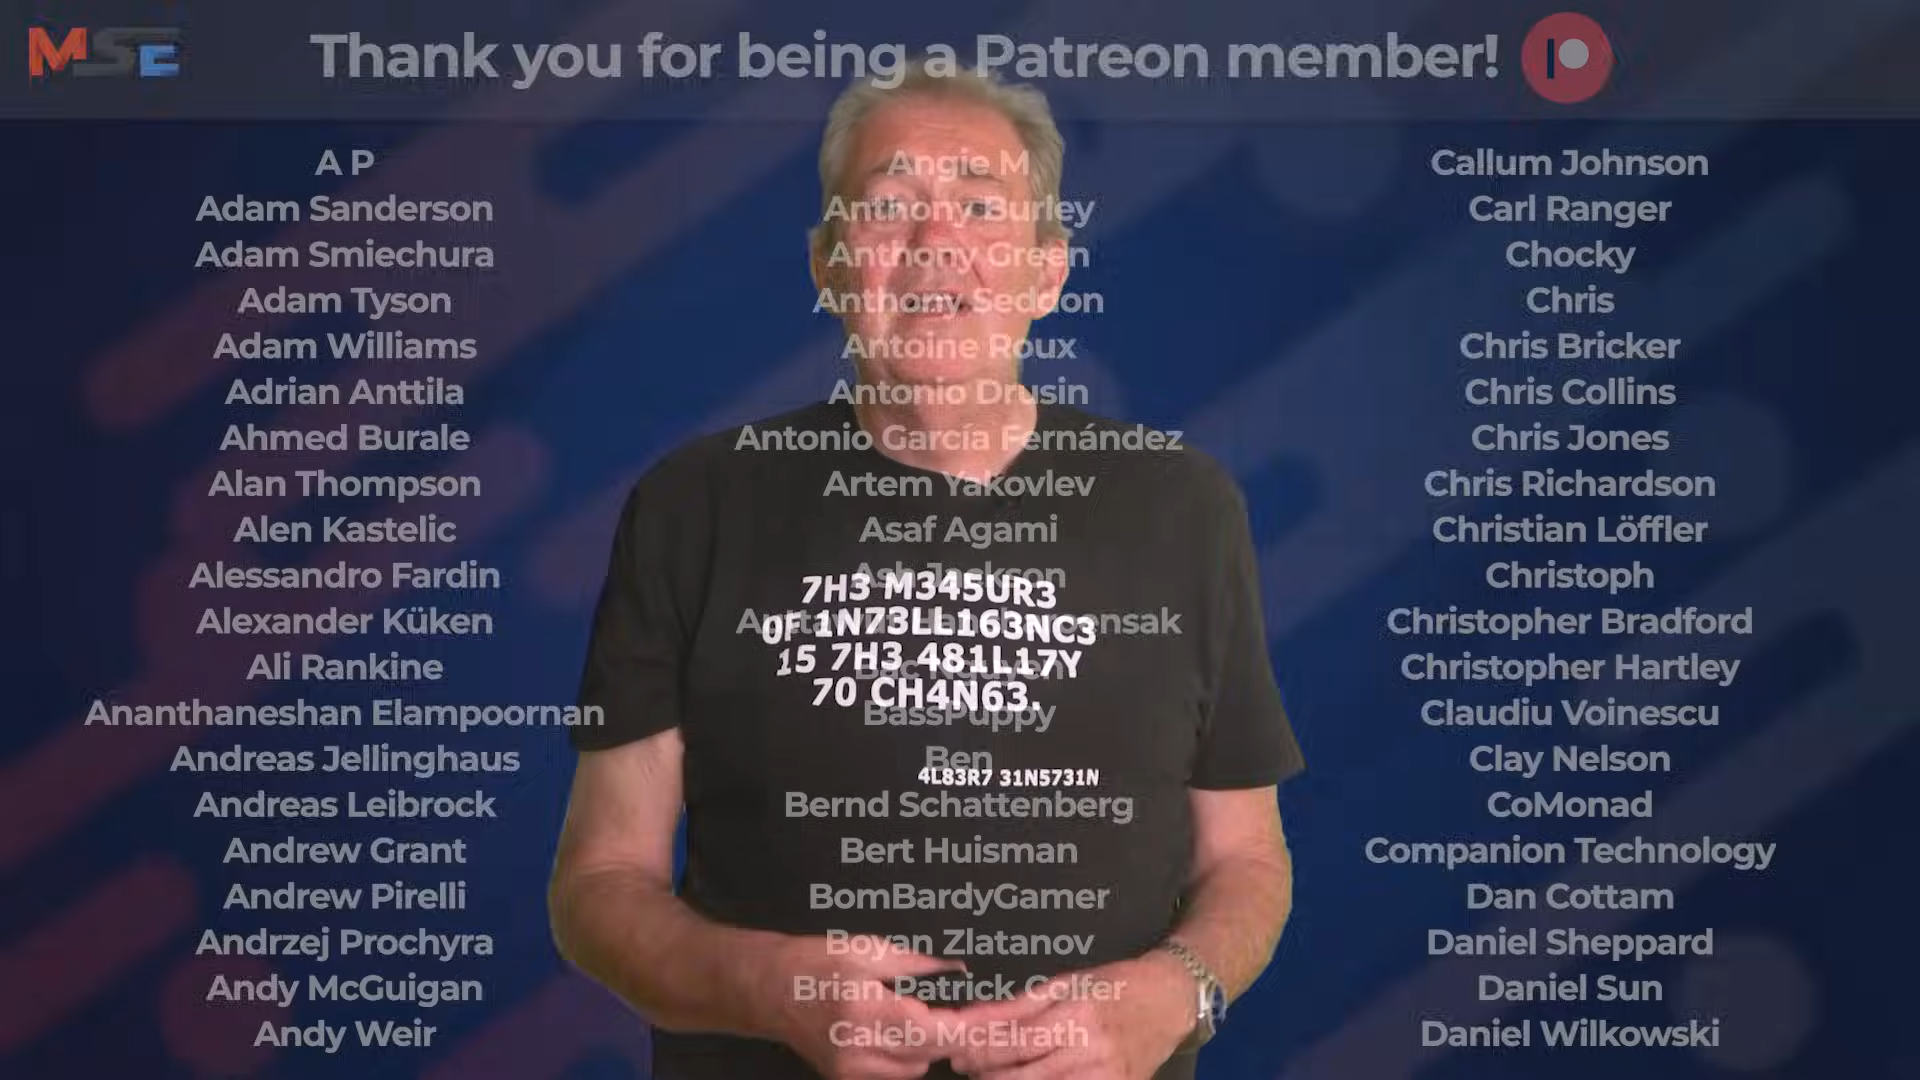 MSE
Thank you for being a Patreon member!
A P
Adam Sanderson
Adam Smiechura
Adam Tyson
Adam Williams
Adrian Anttila
Ahmed Burale
Alan Thompson
Alen Kastelic
Alessandro Fardin
Alexander Küken
Ali Rankine
Ananthaneshan Elampoornan
Andreas Jellinghaus
Andreas Leibrock
Andrew Grant
Andrew Pirelli
Andrzej Prochyra
Andy McGuigan
Andy Weir
Angie M
Anthony Burley
Anthony Green
Anthony Seddon
Antoine Roux
Antonio Drusin
Antonio García Fernández
Artem Yakovlev
Asaf Agami
Ash Jackson
BassPuppy
Ben
Bernd Schattenberg
Bert Huisman
BomBardyGamer
Boyan Zlatanov
Brian Patrick Colfer
Caleb McElrath
7H3 M345UR3
0F 1N73LL163NC3
15 7H3 481L17Y
70 CH4N63.
4L83R7 31N5731N
Callum Johnson
Carl Ranger
Chocky
Chris
Chris Bricker
Chris Collins
Chris Jones
Chris Richardson
Christian Löffler
Christoph
Christopher Bradford
Christopher Hartley
Claudiu Voinescu
Clay Nelson
CoMonad
Companion Technology
Dan Cottam
Daniel Sheppard
Daniel Sun
Daniel Wilkowski